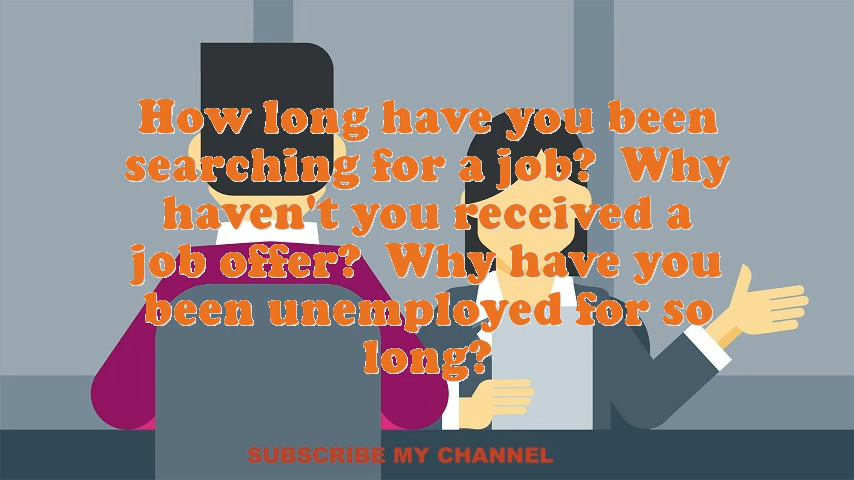 How long have you been
searching for a job?  Why
haven't you received a
job offer?  Why have you
been unemployed for so
long?
SUBSCRIBE MY CHANNEL